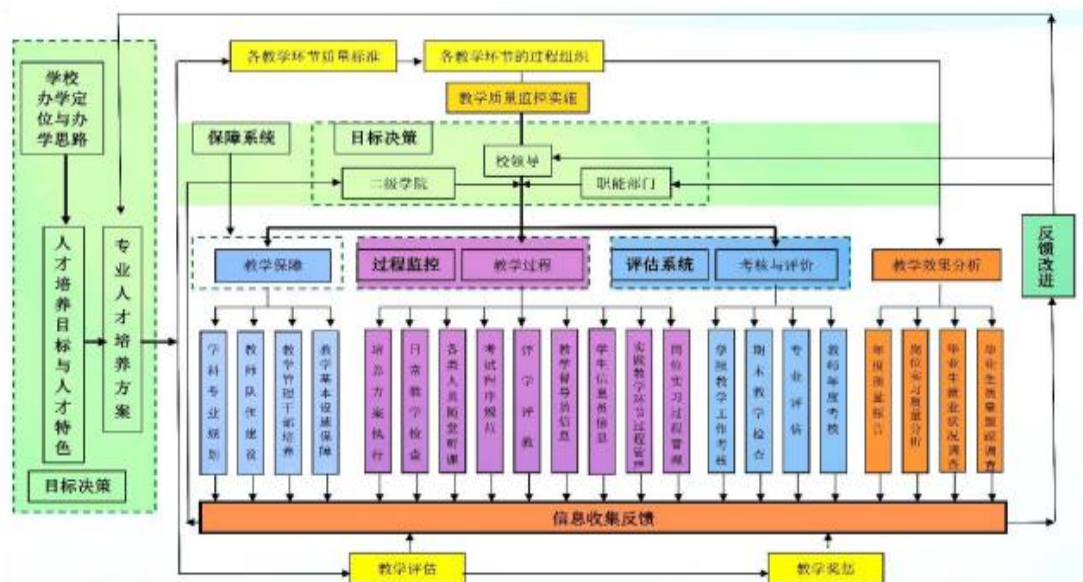 各教学环节质量标准
各教学环节的过程组织
教学质量监控实施
学校
办学定
位与办
学思路
保障系统
目标决策
校领导
二级学院
职能部门
人才培养目标与人才特色
专业人才培养方案
目标决策
教学保障
过程监控
教学过程
评估系统
考核与评价
教学效果分析
反馈改进
学科专业规划
教师队伍建设
教学管理干部培养
教学基本设施保障
培养方案执行
日常教学检查
各类人员随堂听课
考试程序规范
评学评教
教学督导员信息
学生信息员信息
实践教学环节过程管理
岗位实习过程管理
学院教学工作考核
期末教学检查
专业评估
教师年度考核
年度质量报告
岗位实习质量分析
毕业生就业状况调查
毕业生质量跟踪调查
信息收集反馈
教学评估
教学奖惩